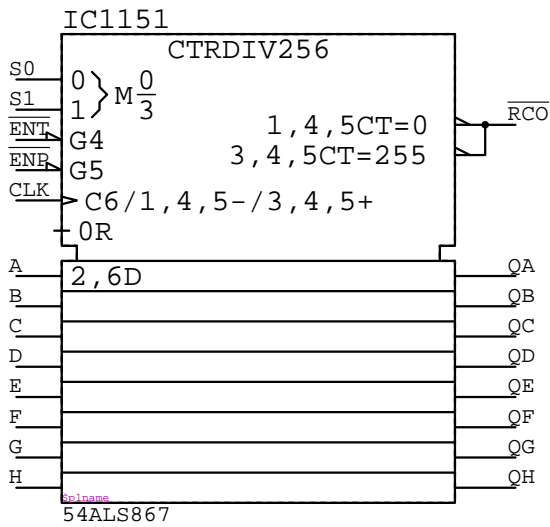 IC1151
CTRDIV256
S0
0
M 0/3
S1
1
ENT
G4
1,4,5CT=0
RCO
ENP
G5
3,4,5CT=255
CLK
C6/1,4,5-/3,4,5+
0R
A
2,6D
QA
B
QB
C
QC
D
QD
E
QE
F
QF
G
QG
H
QH
$plname
54ALS867